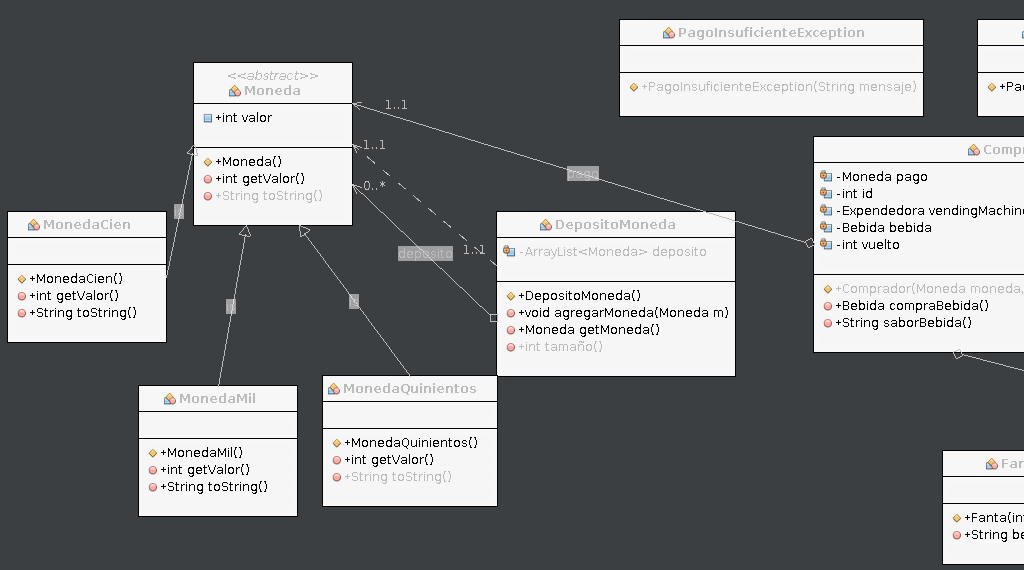 PagoInsuficienteException
+PagoInsuficienteException(String mensaje)
+Pa
<<abstract>>
Moneda
+int valor
+Moneda()
+int getValor()
+String toString()
1..1
1..1
0..*
pago
deposito
1..1
MonedaCien
+MonedaCien()
+int getValor()
+String toString()
DepositoMoneda
-ArrayList<Moneda> deposito
+DepositoMoneda()
+void agregarMoneda(Moneda m)
+Moneda getMoneda()
+int tamaño()
Compr
-Moneda pago
-int id
-Expendedora vendingMachin
-Bebida bebida
-int vuelto
+Comprador(Moneda moneda,
+Bebida compraBebida()
+String saborBebida()
MonedaMil
+MonedaMil()
+int getValor()
+String toString()
MonedaQuinientos
+MonedaQuinientos()
+int getValor()
+String toString()
Fan
+Fanta(int
+String be